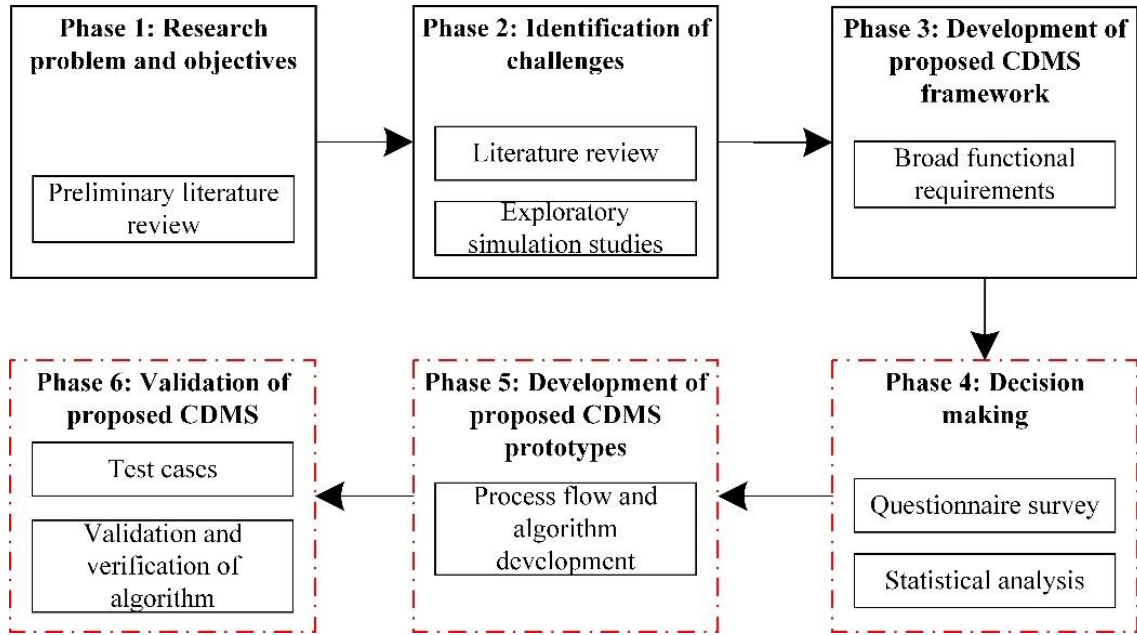 Phase 1: Research
problem and objectives
Preliminary literature
review
Phase 2: Identification of
challenges
Literature review
Exploratory
simulation studies
Phase 3: Development of
proposed CDMS
framework
Broad functional
requirements
Phase 4: Decision
making
Questionnaire survey
Statistical analysis
Phase 5: Development of
proposed CDMS
prototypes
Process flow and
algorithm
development
Phase 6: Validation of
proposed CDMS
Test cases
Validation and
verification of
algorithm